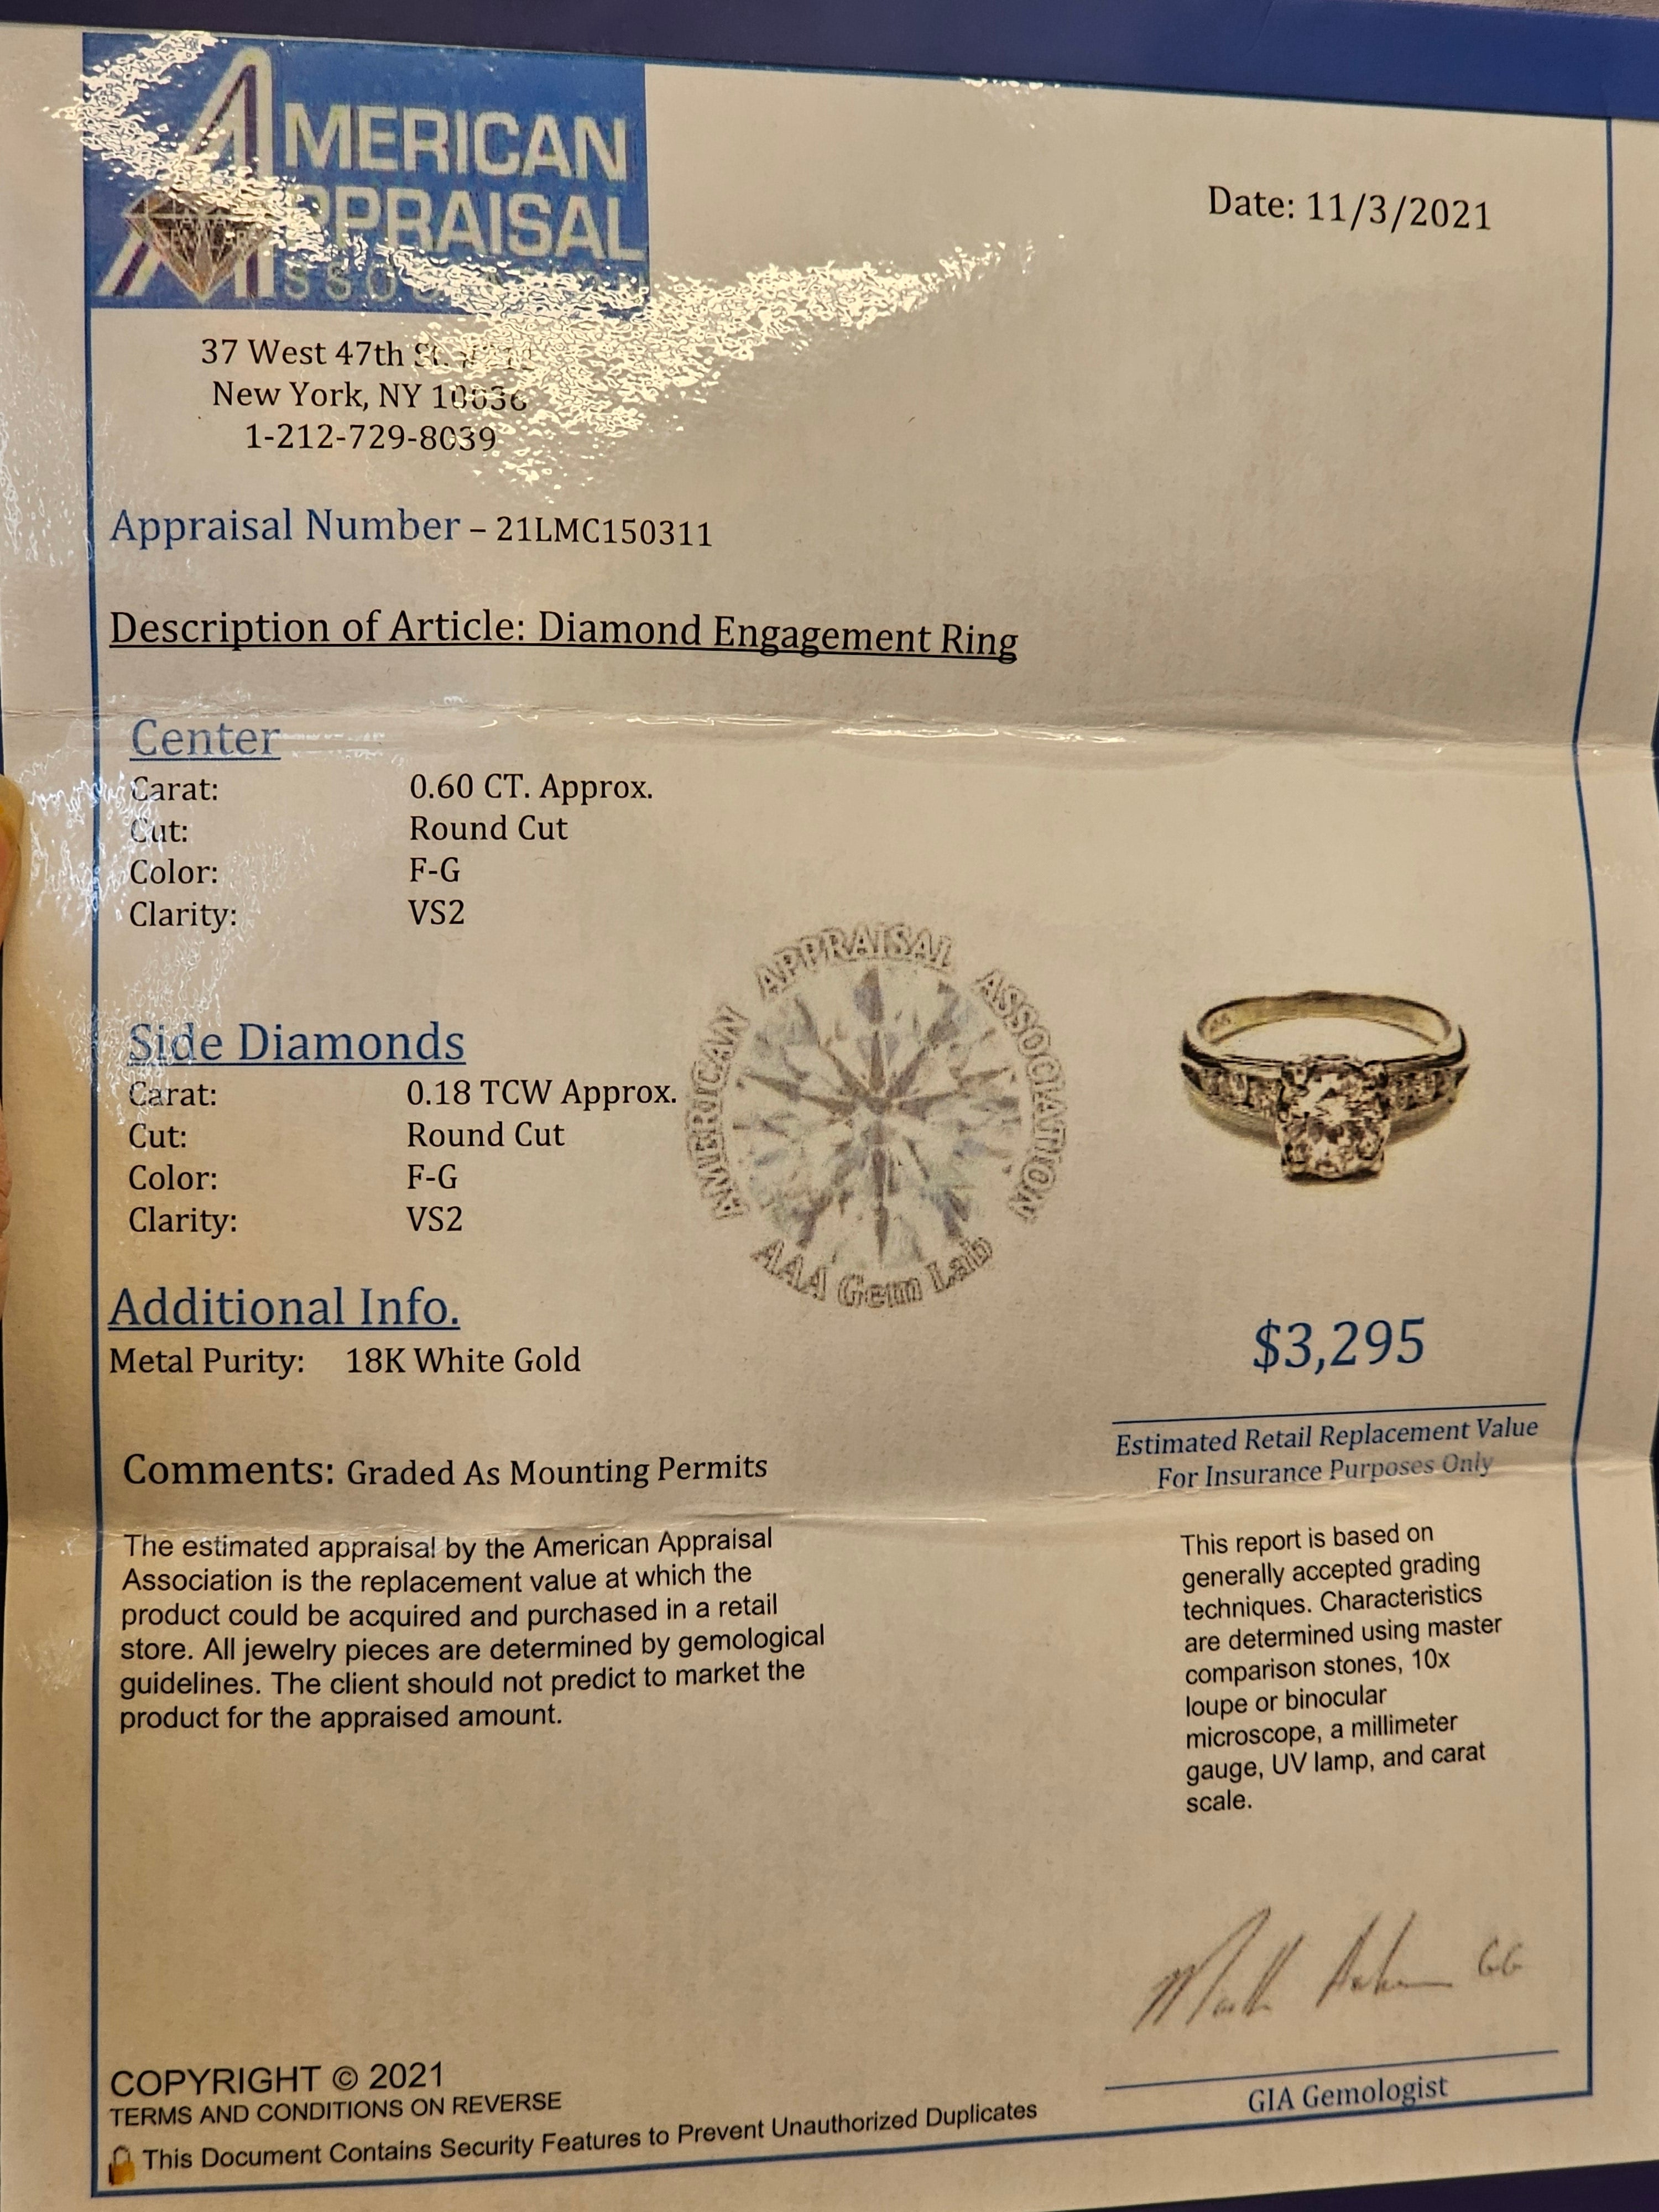 AMERICAN
APPRAISAL
ASSOCIATION
Date: 11/3/2021
37 West 47th St.
New York, NY 10036
1-212-729-8039
Appraisal Number – 21LMC150311
Description of Article: Diamond Engagement Ring
Center
Carat: 0.60 CT. Approx.
Cut: Round Cut
Color: F-G
Clarity: VS2
Side Diamonds
Carat: 0.18 TCW Approx.
Cut: Round Cut
Color: F-G
Clarity: VS2
AMERICAN APPRAISAL ASSOCIATION
AAA Gem Lab
Additional Info.
Metal Purity: 18K White Gold
$3,295
Estimated Retail Replacement Value
For Insurance Purposes Only
Comments: Graded As Mounting Permits
The estimated appraisal by the American Appraisal
Association is the replacement value at which the
product could be acquired and purchased in a retail
store. All jewelry pieces are determined by gemological
guidelines. The client should not predict to market the
product for the appraised amount.
This report is based on
generally accepted grading
techniques. Characteristics
are determined using master
comparison stones, 10x
loupe or binocular
microscope, a millimeter
gauge, UV lamp, and carat
scale.
GG
GIA Gemologist
COPYRIGHT © 2021
TERMS AND CONDITIONS ON REVERSE
This Document Contains Security Features to Prevent Unauthorized Duplicates